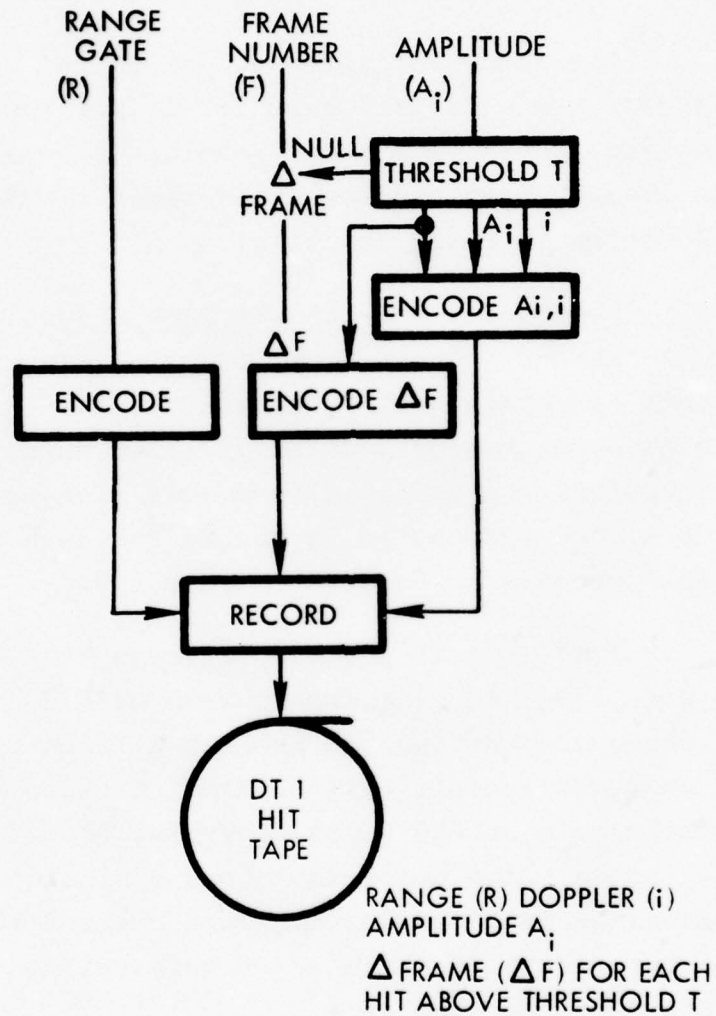 RANGE
GATE
(R)
FRAME
NUMBER
(F)
AMPLITUDE
(Ai)
NULL
THRESHOLD T
Δ
FRAME
Ai
i
ENCODE Ai,i
ΔF
ENCODE
ENCODE ΔF
RECORD
DT 1
HIT
TAPE
RANGE (R) DOPPLER (i)
AMPLITUDE Ai
Δ FRAME (ΔF) FOR EACH
HIT ABOVE THRESHOLD T